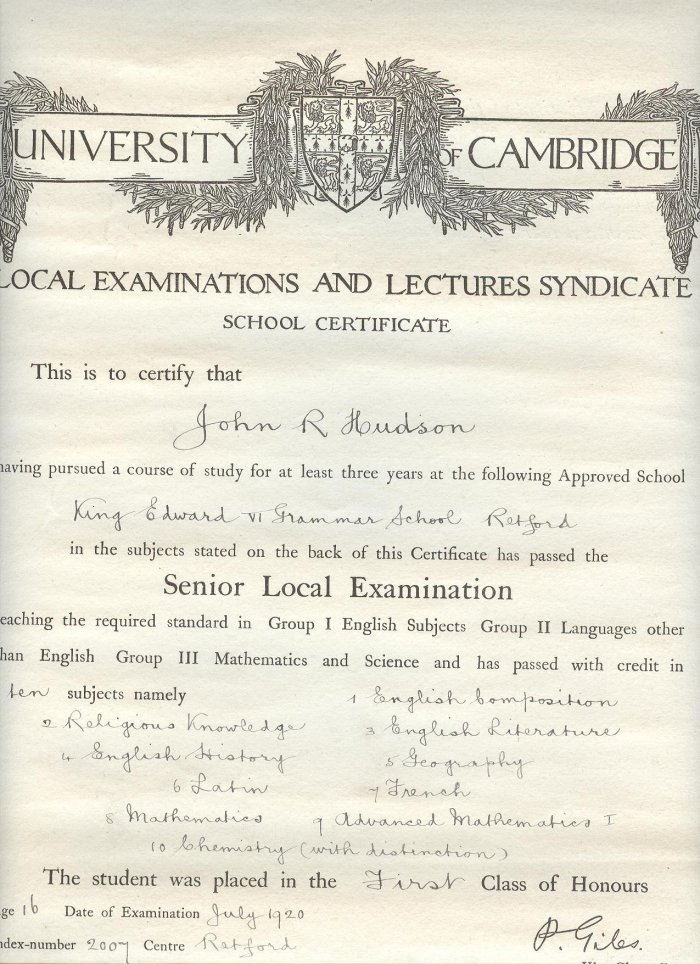 UNIVERSITY OF CAMBRIDGE
LOCAL EXAMINATIONS AND LECTURES SYNDICATE
SCHOOL CERTIFICATE
This is to certify that
John R Hudson
having pursued a course of study for at least three years at the following Approved School
King Edward VI Grammar School Retford
in the subjects stated on the back of this Certificate has passed the
Senior Local Examination
eaching the required standard in Group I English Subjects Group II Languages other
han English Group III Mathematics and Science and has passed with credit in
ten subjects namely 1 English Composition
2 Religious Knowledge 3 English Literature
4 English History 5 Geography
6 Latin 7 French
8 Mathematics 9 Advanced Mathematics I
10 Chemistry (with distinction)
The student was placed in the First Class of Honours
ge 16 Date of Examination July 1920
ndex-number 2007 Centre Retford
P. Giles.